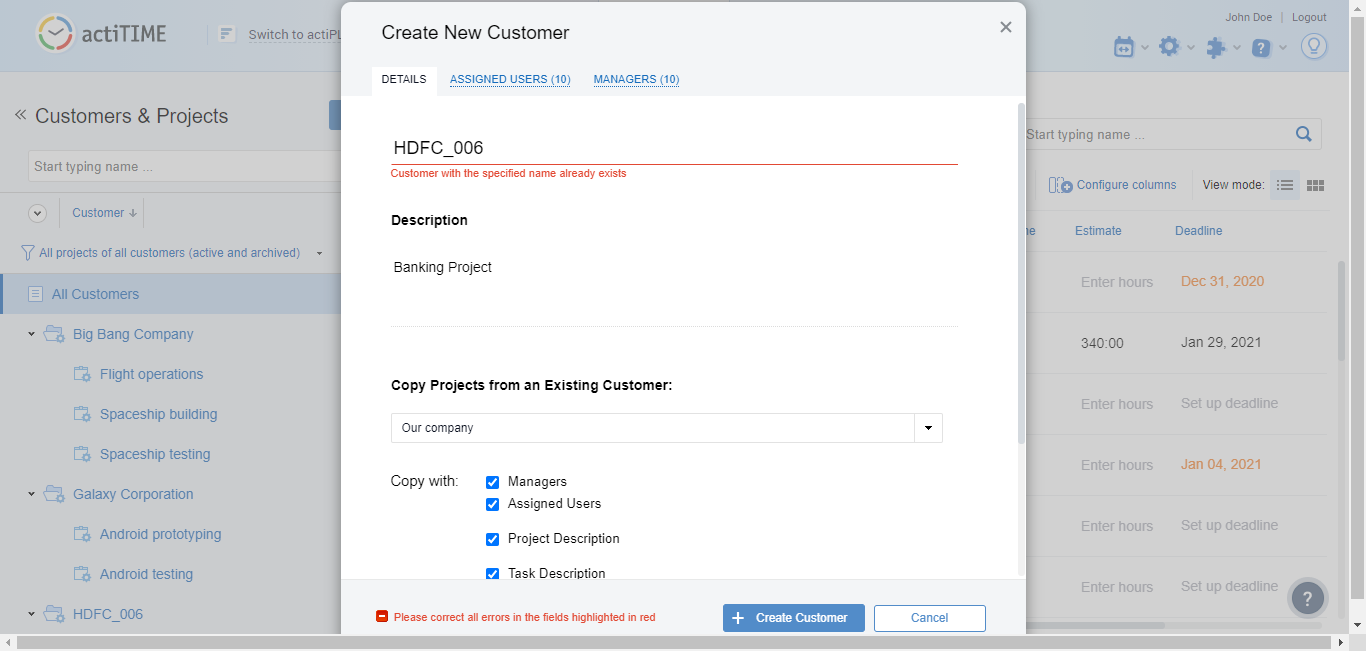 actiTIME
Switch to actiPL
John Doe | Logout
Customers & Projects
Start typing name ...
Customer
All projects of all customers (active and archived)
All Customers
Big Bang Company
Flight operations
Spaceship building
Spaceship testing
Galaxy Corporation
Android prototyping
Android testing
HDFC_006
Create New Customer
DETAILS
ASSIGNED USERS (10)
MANAGERS (10)
HDFC_006
Customer with the specified name already exists
Description
Banking Project
Copy Projects from an Existing Customer:
Our company
Copy with:
Managers
Assigned Users
Project Description
Task Description
Please correct all errors in the fields highlighted in red
Create Customer
Cancel
Start typing name ...
Configure columns
View mode:
Estimate Deadline
Enter hours Dec 31, 2020
340:00 Jan 29, 2021
Enter hours Set up deadline
Enter hours Jan 04, 2021
Enter hours Set up deadline
Enter hours Set up deadline
?